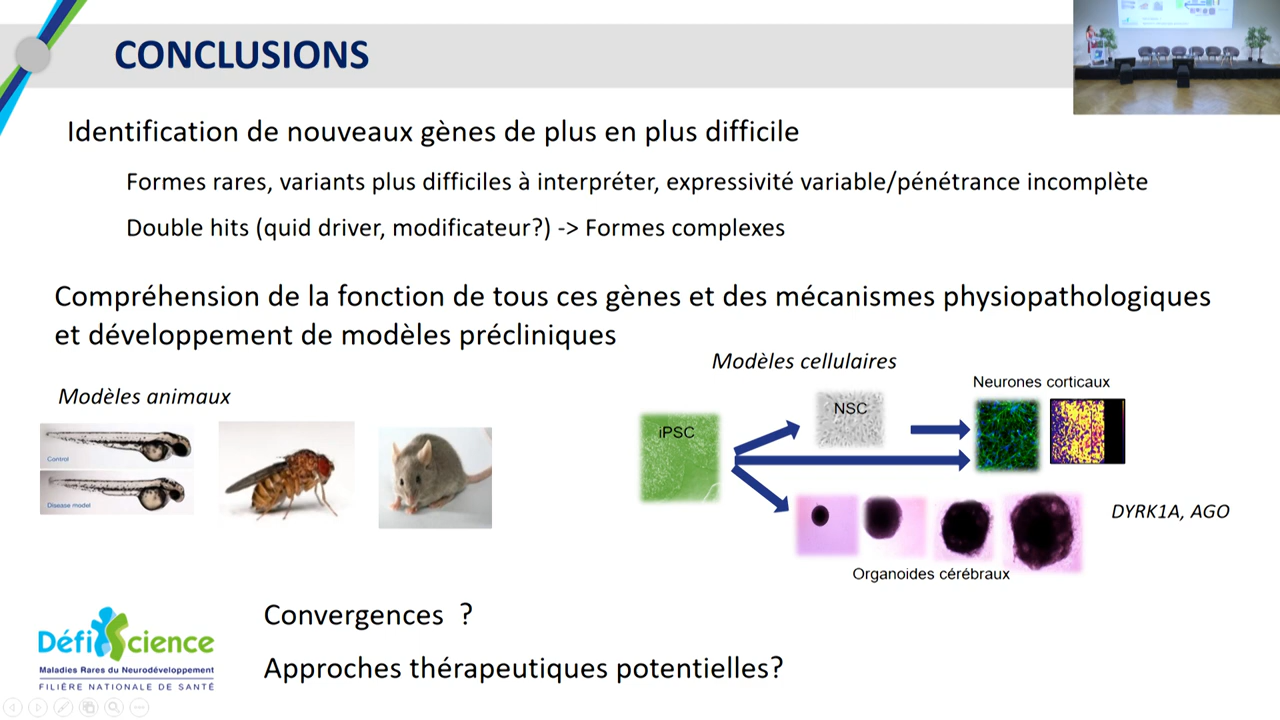 CONCLUSIONS
Identification de nouveaux gènes de plus en plus difficile
Formes rares, variants plus difficiles à interpréter, expressivité variable/pénétrance incomplète
Double hits (quid driver, modificateur?) -> Formes complexes
Compréhension de la fonction de tous ces gènes et des mécanismes physiopathologiques
et développement de modèles précliniques
Modèles animaux
Control
Disease model
Modèles cellulaires
iPSC
NSC
Neurones corticaux
DYRK1A, AGO
Organoides cérébraux
Convergences ?
Approches thérapeutiques potentielles?
DéfiScience
Maladies Rares du Neurodéveloppement
FILIÈRE NATIONALE DE SANTÉ